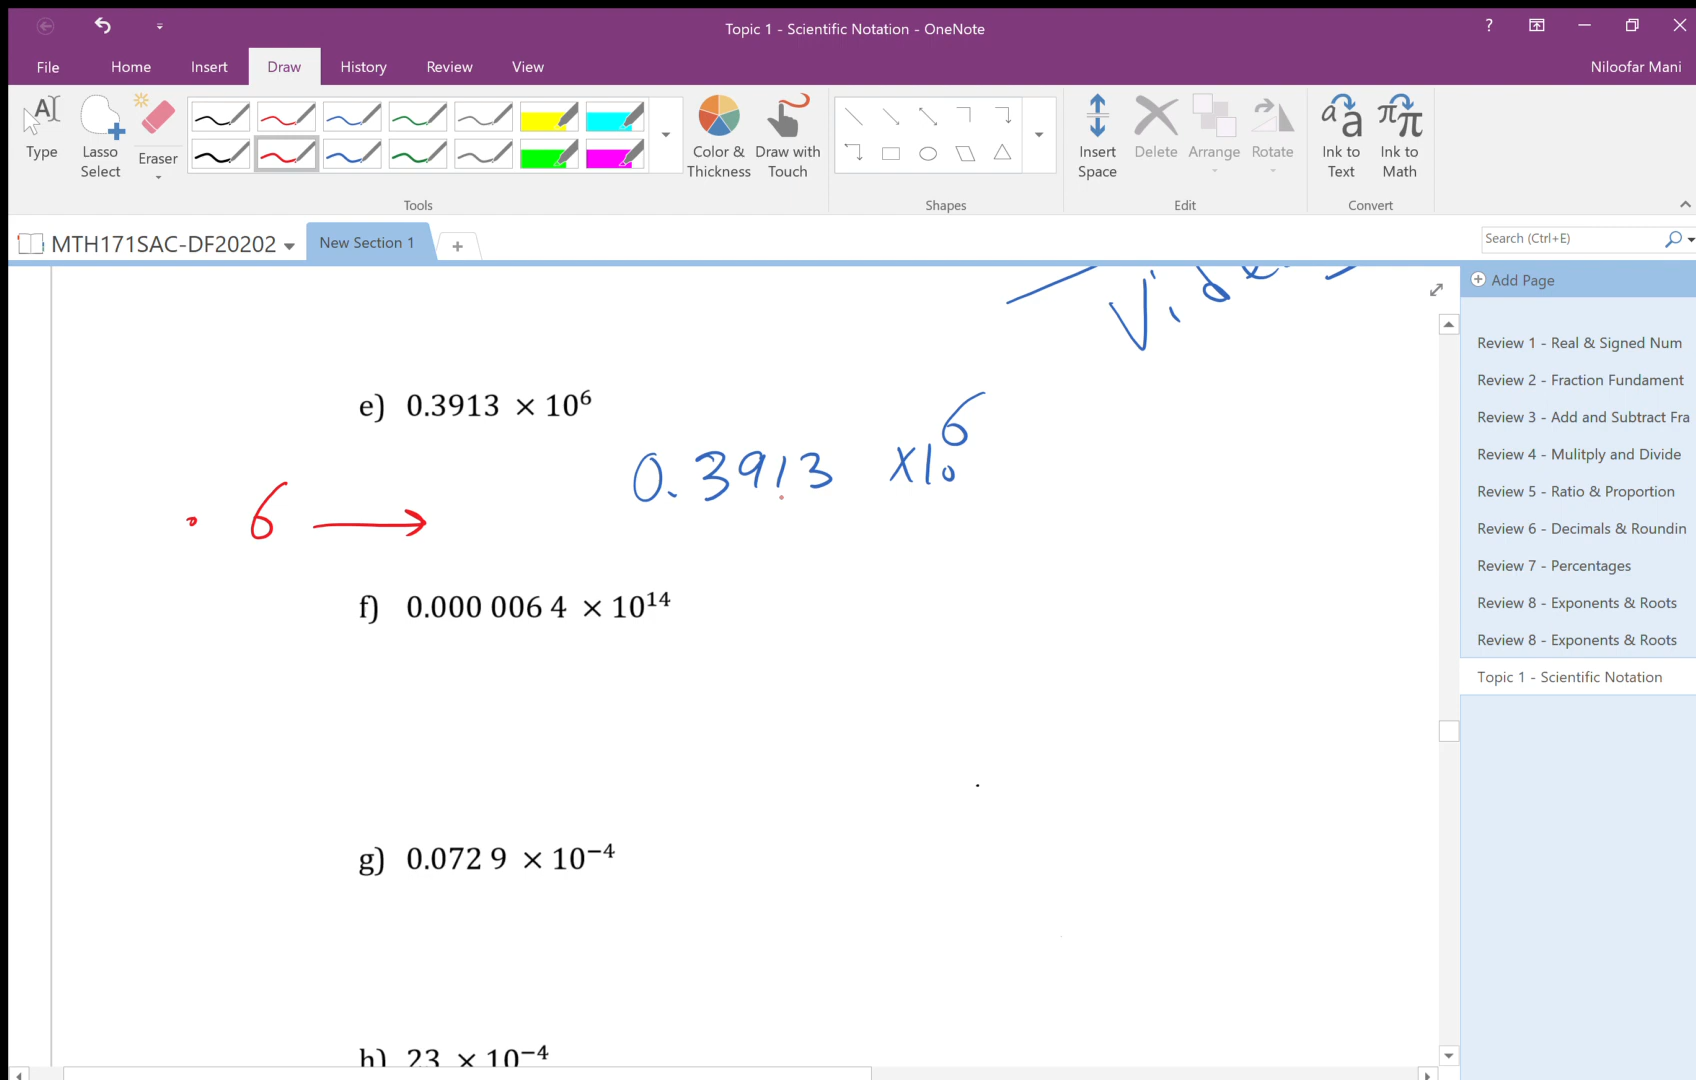 Topic 1 - Scientific Notation - OneNote
?
File Home Insert Draw History Review View
Niloofar Mani
Type
Lasso Select
Eraser
Color & Thickness
Draw with Touch
Insert Space
Delete
Arrange
Rotate
Ink to Text
Ink to Math
Tools
Shapes
Edit
Convert
MTH171SAC-DF20202
New Section 1
Search (Ctrl+E)
Add Page
Review 1 - Real & Signed Num
Review 2 - Fraction Fundament
Review 3 - Add and Subtract Fra
Review 4 - Mulitply and Divide
Review 5 - Ratio & Proportion
Review 6 - Decimals & Roundin
Review 7 - Percentages
Review 8 - Exponents & Roots
Review 8 - Exponents & Roots
Topic 1 - Scientific Notation
e) 0.3913 × 10⁶
0.3913 ×10⁶
• 6 →
f) 0.000 006 4 × 10¹⁴
g) 0.072 9 × 10⁻⁴
h) 23 × 10⁻⁴